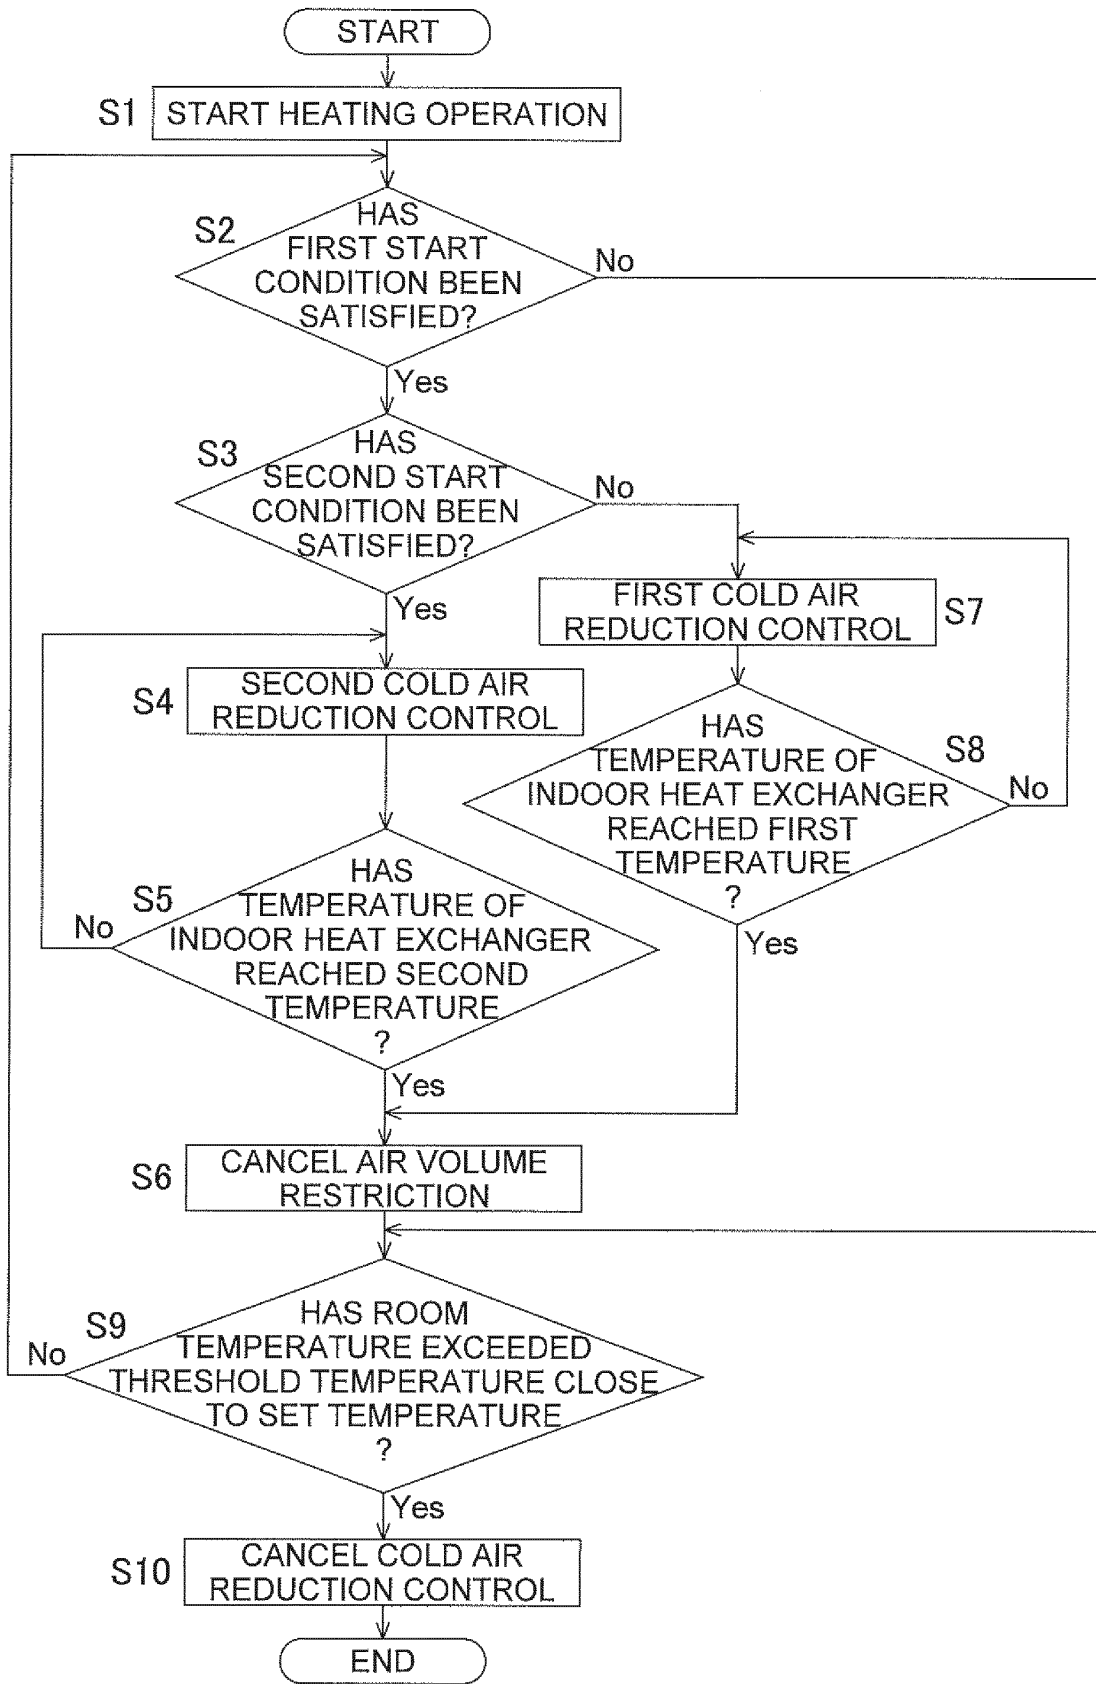 START
S1
START HEATING OPERATION
S2
HAS
FIRST START
CONDITION BEEN
SATISFIED?
No
Yes
S3
HAS
SECOND START
CONDITION BEEN
SATISFIED?
No
Yes
FIRST COLD AIR
REDUCTION CONTROL
S7
S4
SECOND COLD AIR
REDUCTION CONTROL
HAS
TEMPERATURE OF
INDOOR HEAT EXCHANGER
REACHED FIRST
TEMPERATURE
?
S8
No
Yes
S5
HAS
TEMPERATURE OF
INDOOR HEAT EXCHANGER
REACHED SECOND
TEMPERATURE
?
No
Yes
S6
CANCEL AIR VOLUME
RESTRICTION
S9
HAS ROOM
TEMPERATURE EXCEEDED
THRESHOLD TEMPERATURE CLOSE
TO SET TEMPERATURE
?
No
Yes
S10
CANCEL COLD AIR
REDUCTION CONTROL
END